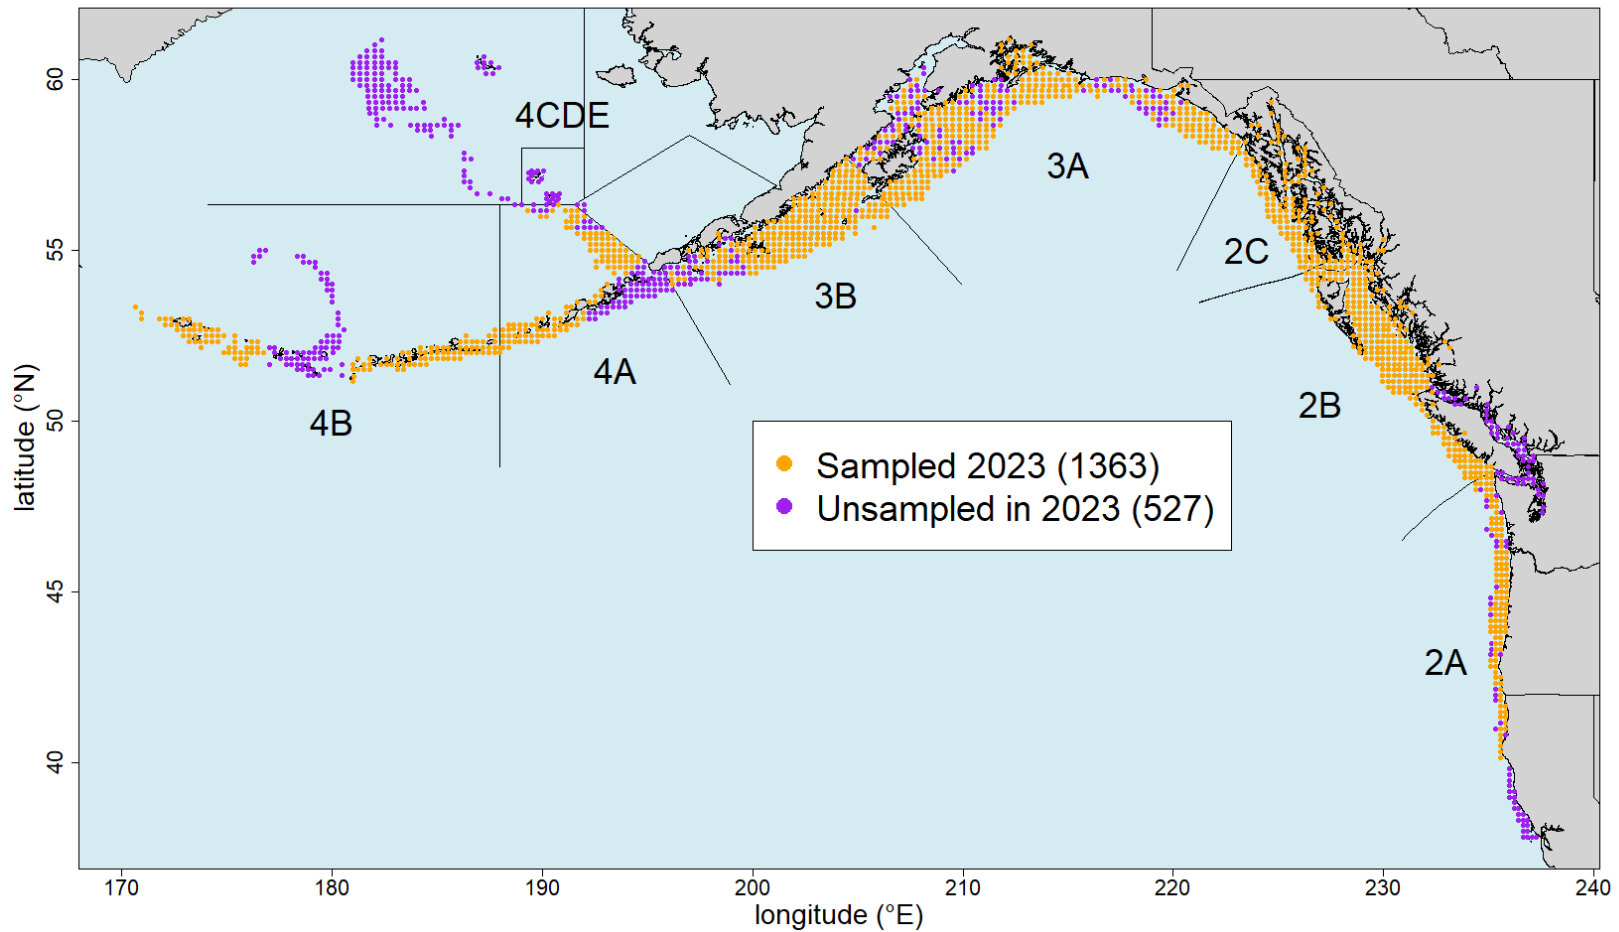 60
55
50
45
40
latitude (°N)
4CDE
3A
2C
3B
4A
2B
4B
Sampled 2023 (1363)
Unsampled in 2023 (527)
2A
170
180
190
200
210
220
230
240
longitude (°E)